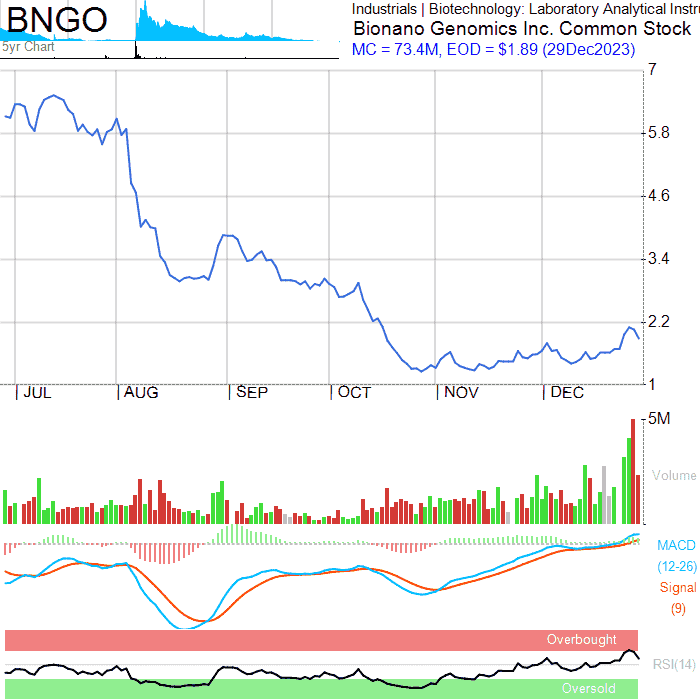 BNGO
5yr Chart
Industrials | Biotechnology: Laboratory Analytical Instru
Bionano Genomics Inc. Common Stock
MC = 73.4M, EOD = $1.89 (29Dec2023)
7
5.8
4.6
3.4
2.2
1
JUL AUG SEP OCT NOV DEC
5M
Volume
MACD
(12-26)
Signal
(9)
Overbought
RSI(14)
Oversold